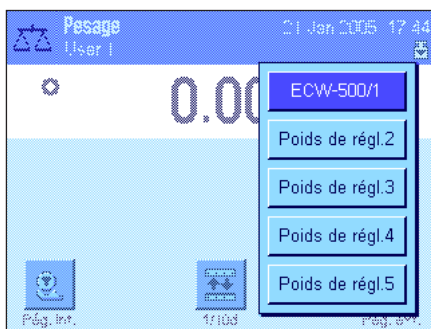 Pesage
21 Jan 2005 17:44
User 1
0.00
ECW-500/1
Poids de régl.2
Poids de régl.3
Poids de régl.4
Poids de régl.5
Rég. int.
1/10d
Rég. ext.